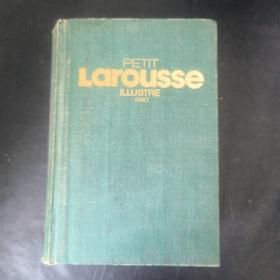 PETIT
Larousse
ILLUSTRÉ
1980